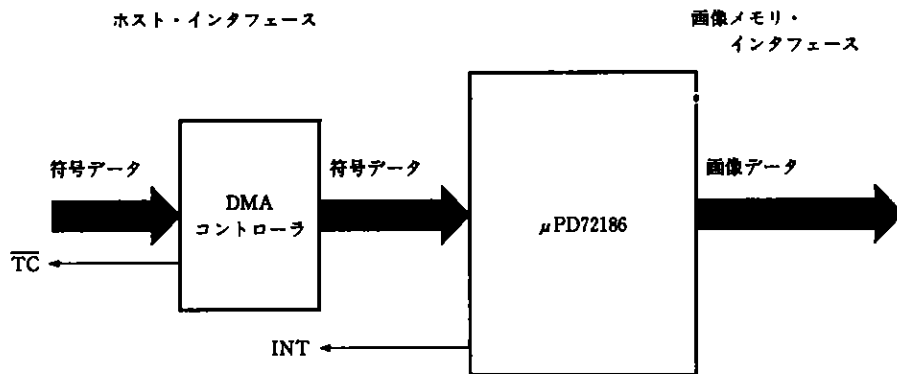 ホスト・インタフェース
画像メモリ・
インタフェース
符号データ
符号データ
画像データ
DMA
コントローラ
μPD72186
TC
INT